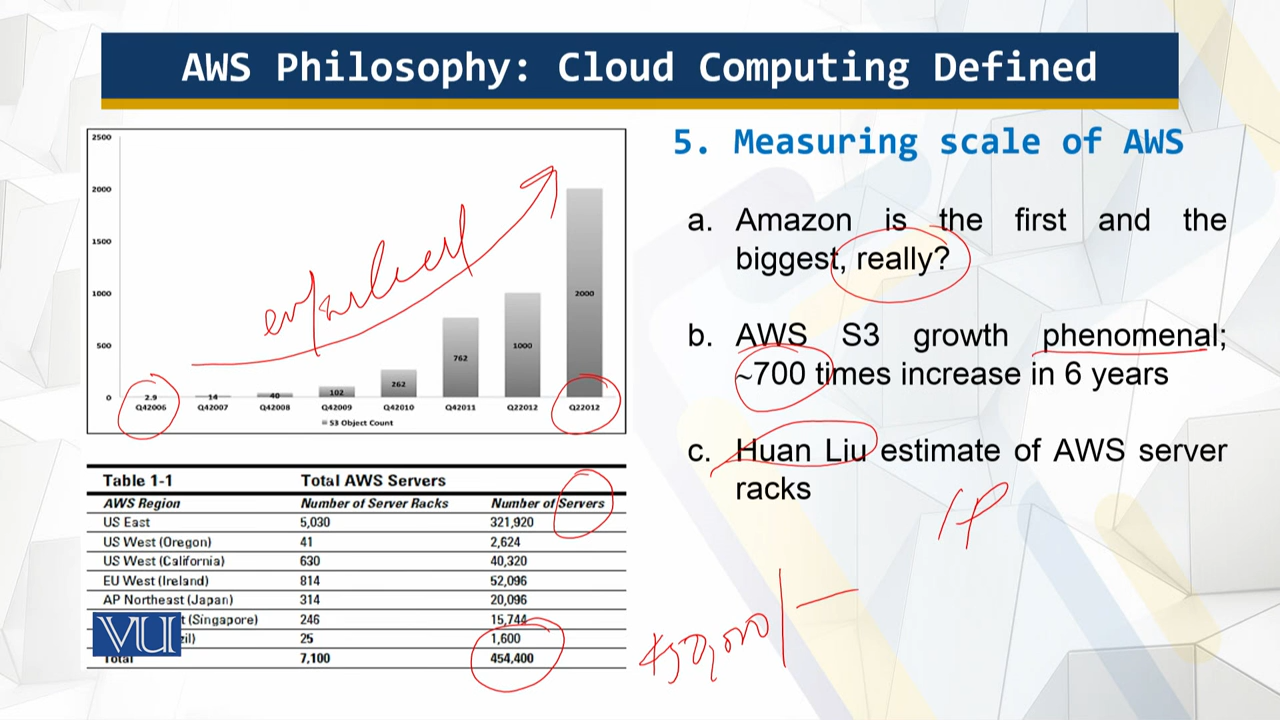 AWS Philosophy: Cloud Computing Defined
2500
2000
1500
1000
500
0
2.9
14
40
102
262
762
1000
2000
Q42006 Q42007 Q42008 Q42009 Q42010 Q42011 Q22012 Q22012
S3 Object Count
Table 1-1 Total AWS Servers
AWS Region Number of Server Racks Number of Servers
US East 5,030 321,920
US West (Oregon) 41 2,624
US West (California) 630 40,320
EU West (Ireland) 814 52,096
AP Northeast (Japan) 314 20,096
(Singapore) 246 15,744
25 1,600
Total 7,100 454,400
VU
5. Measuring scale of AWS
a. Amazon is the first and the
biggest, really?
b. AWS S3 growth phenomenal;
~700 times increase in 6 years
c. Huan Liu estimate of AWS server
racks
IP